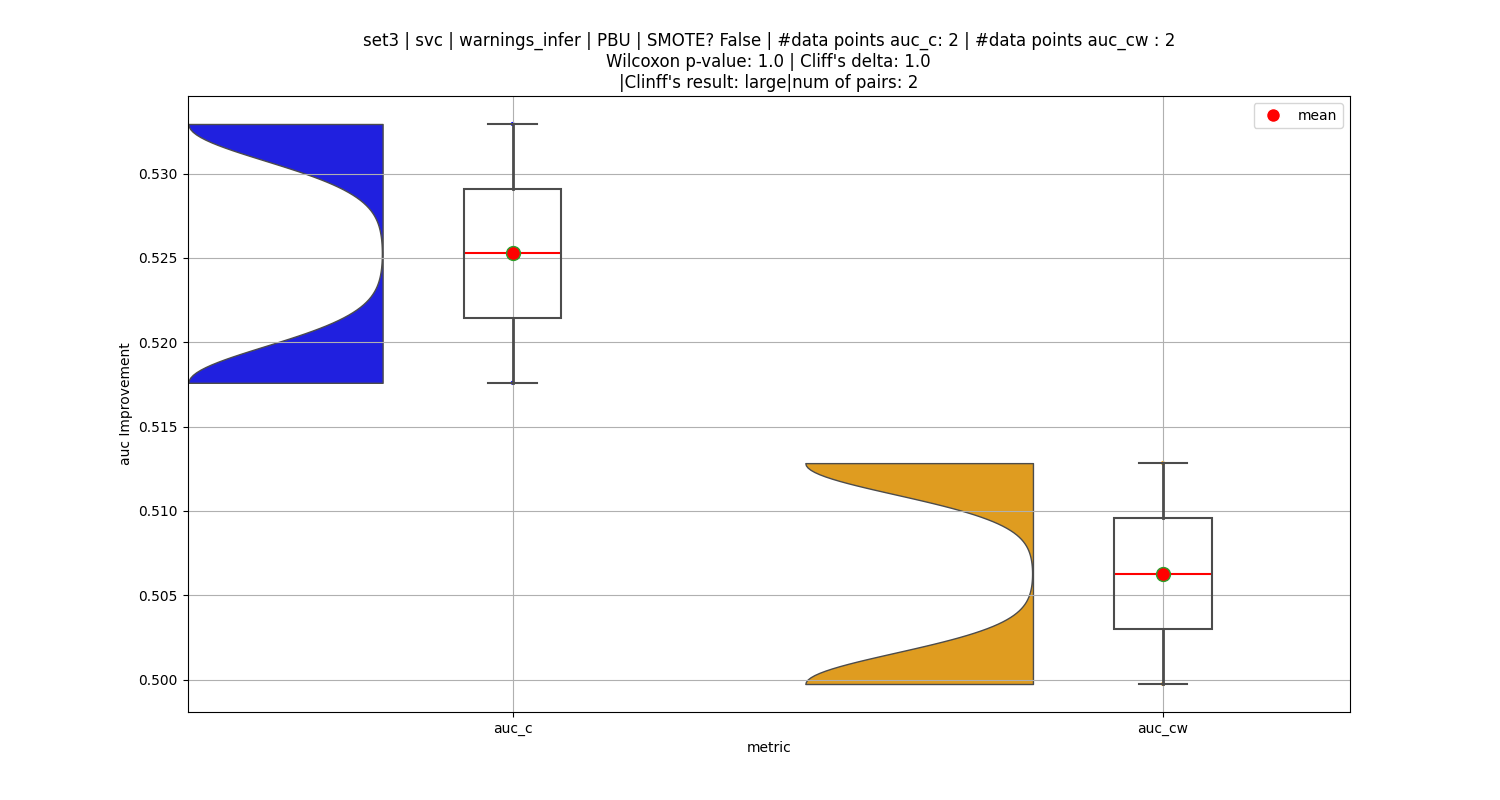 set3 | svc | warnings_infer | PBU | SMOTE? False | #data points auc_c: 2 | #data points auc_cw : 2
Wilcoxon p-value: 1.0 | Cliff's delta: 1.0
|Clinff's result: large|num of pairs: 2
mean
0.530
0.525
0.520
0.515
0.510
0.505
0.500
auc Improvement
auc_c
auc_cw
metric